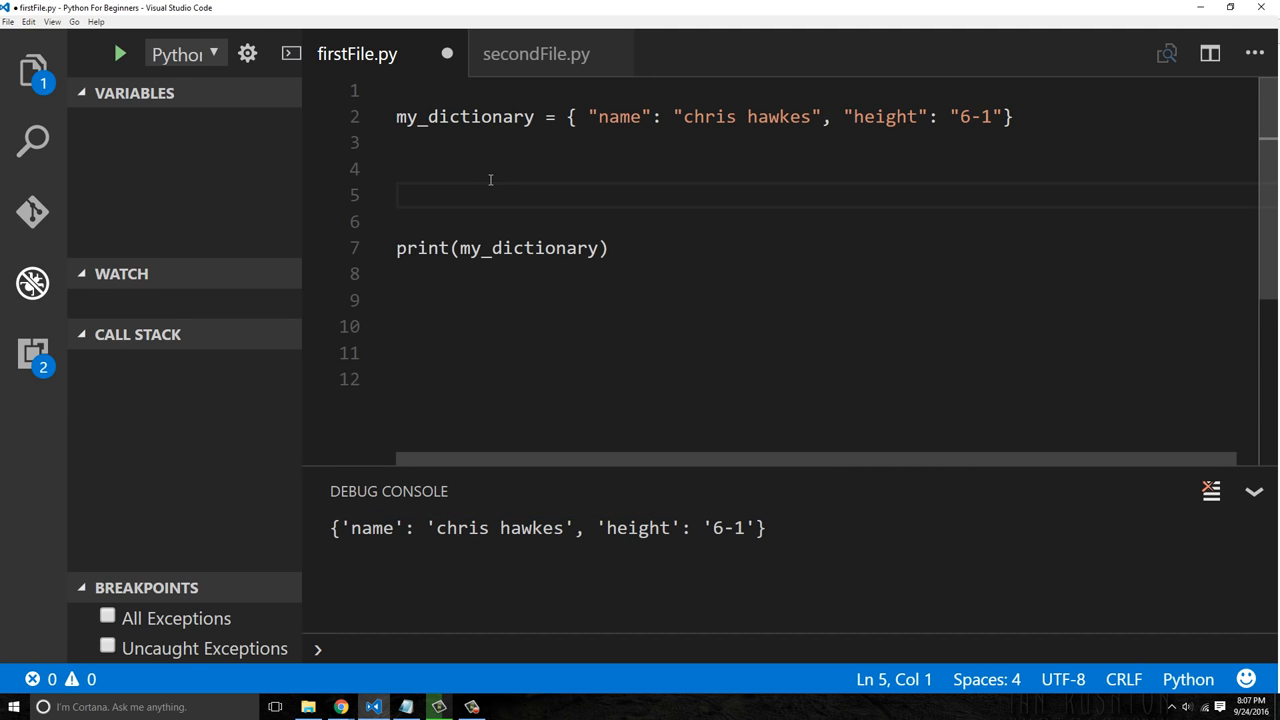 firstFile.py - Python For Beginners - Visual Studio Code
File Edit View Go Help
Python
firstFile.py
secondFile.py
1
VARIABLES
1
2 my_dictionary = { "name": "chris hawkes", "height": "6-1"}
3
4
5
6
7 print(my_dictionary)
8
9
10
11
12
WATCH
CALL STACK
2
DEBUG CONSOLE
{'name': 'chris hawkes', 'height': '6-1'}
BREAKPOINTS
All Exceptions
Uncaught Exceptions
0 0
Ln 5, Col 1 Spaces: 4 UTF-8 CRLF Python
I'm Cortana. Ask me anything.
8:07 PM
9/24/2016